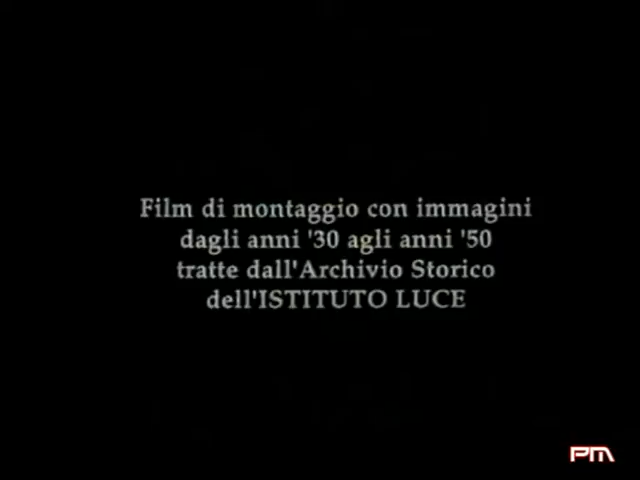 Film di montaggio con immagini
dagli anni '30 agli anni '50
tratte dall'Archivio Storico
dell'ISTITUTO LUCE
PM